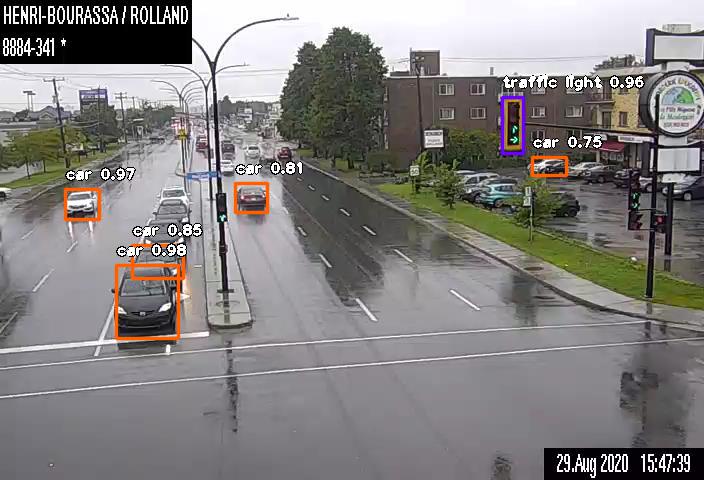 HENRI-BOURASSA / ROLLAND
8884-341 *
traffic light 0.96
car 0.75
car 0.97
car 0.81
car 0.85
car 0.98
29.Aug 2020 15:47:39